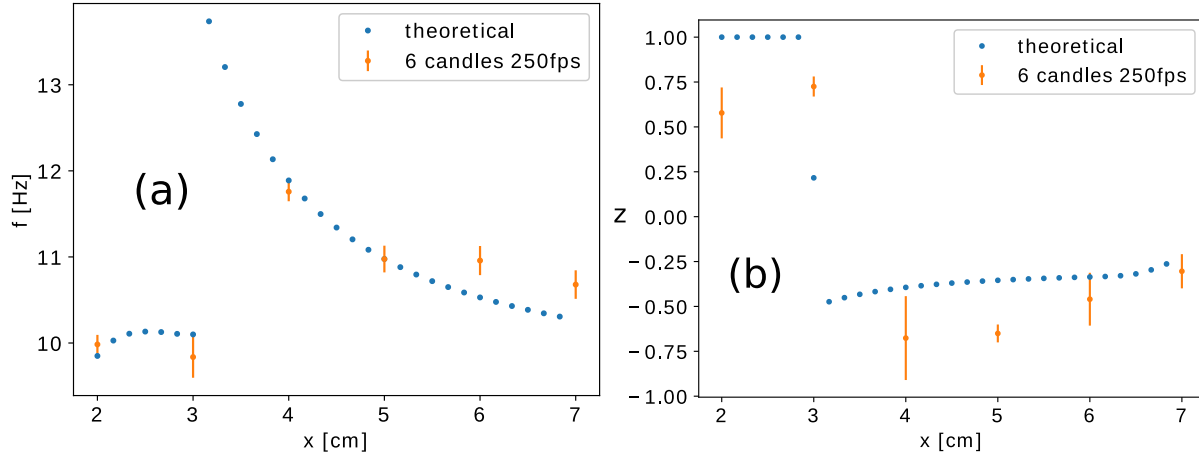 theoretical
6 candles 250fps
13
12
11
10
f [Hz]
(a)
2 3 4 5 6 7
x [cm]
theoretical
6 candles 250fps
1.00
0.75
0.50
0.25
0.00
−0.25
−0.50
−0.75
−1.00
z
(b)
2 3 4 5 6 7
x [cm]